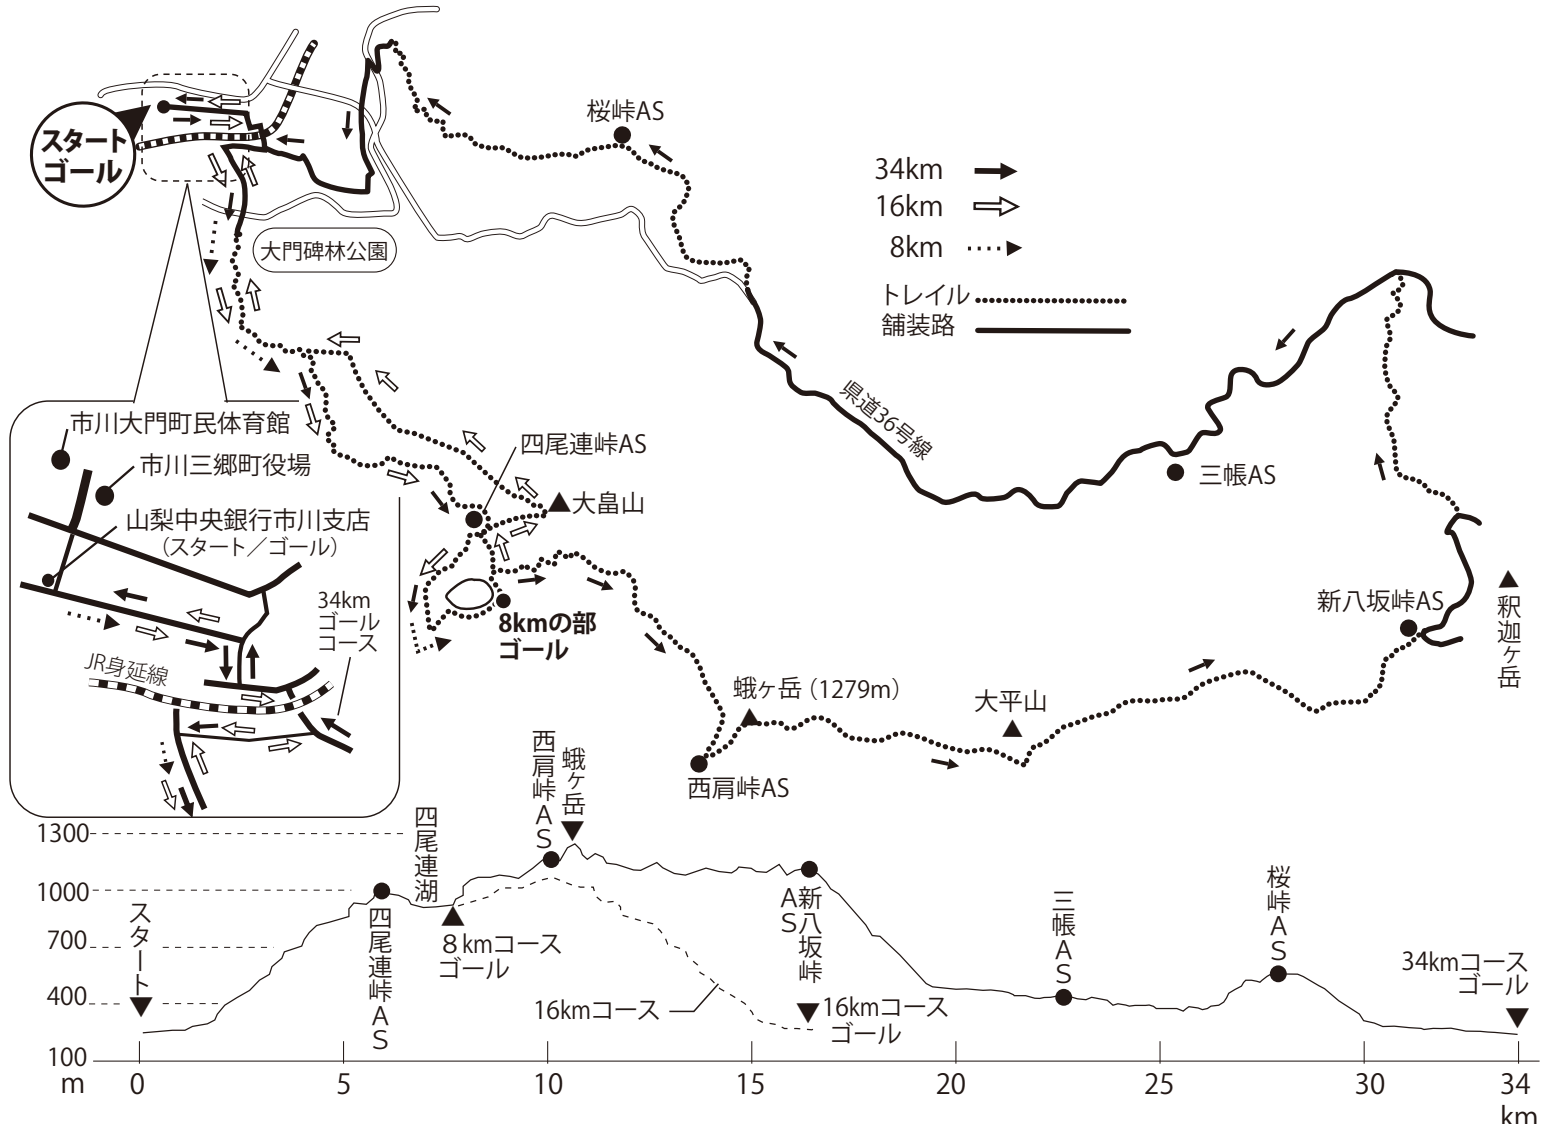 スタート
ゴール
桜峠AS
34km
16km
8km
トレイル
舗装路
大門碑林公園
県道36号線
三帳AS
四尾連峠AS
大畠山
8kmの部
ゴール
新八坂峠AS
釈迦ヶ岳
蛾ヶ岳（1279m）
大平山
西肩峠AS
市川大門町民体育館
市川三郷町役場
山梨中央銀行市川支店
（スタート／ゴール）
34km
ゴール
コース
JR身延線
1300
1000
700
400
100
m
スタート
四尾連峠AS
四尾連湖
8kmコース
ゴール
西肩峠AS
蛾ヶ岳
16kmコース
新八坂峠
AS
16kmコース
ゴール
三帳AS
桜峠AS
34kmコース
ゴール
0
5
10
15
20
25
30
34
km